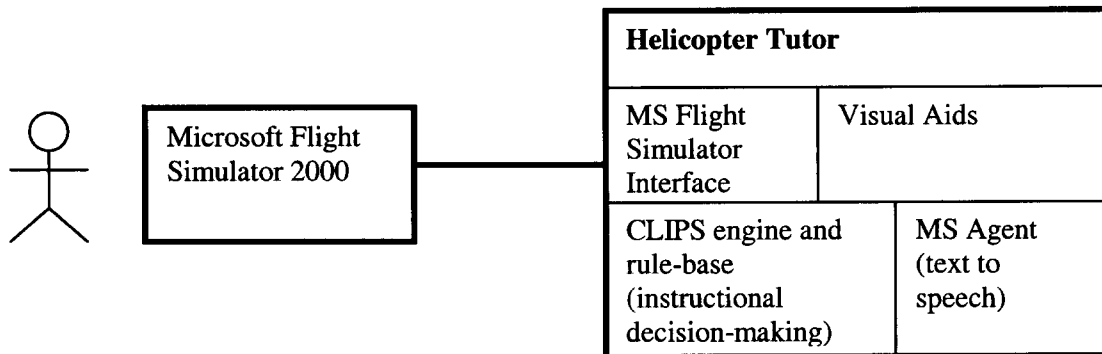 Helicopter Tutor
Microsoft Flight
Simulator 2000
MS Flight
Simulator
Interface
Visual Aids
CLIPS engine and
rule-base
(instructional
decision-making)
MS Agent
(text to
speech)